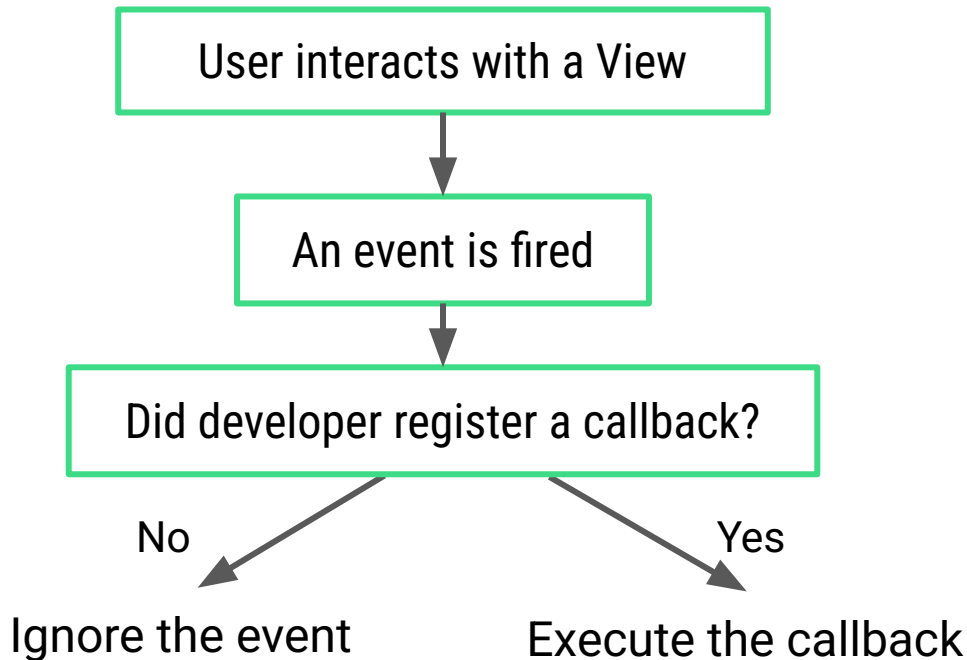 User interacts with a View
An event is fired
Did developer register a callback?
No
Yes
Ignore the event
Execute the callback